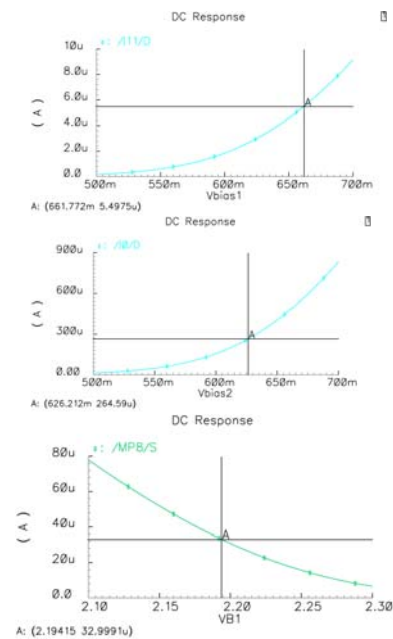 DC Response
: /I11/D
10u
8.0u
6.0u
4.0u
2.0u
0.0
(A)
A
500m 550m 600m 650m 700m
Vbias1
A: (661.772m 5.4975u)
DC Response
: /I0/D
900u
600u
300u
0.00
(A)
A
500m 550m 600m 650m 700m
Vbias2
A: (626.212m 264.59u)
DC Response
: /MP8/S
80u
60u
40u
20u
0.0
(A)
A
2.10 2.15 2.20 2.25 2.30
VB1
A: (2.19415 32.9991u)